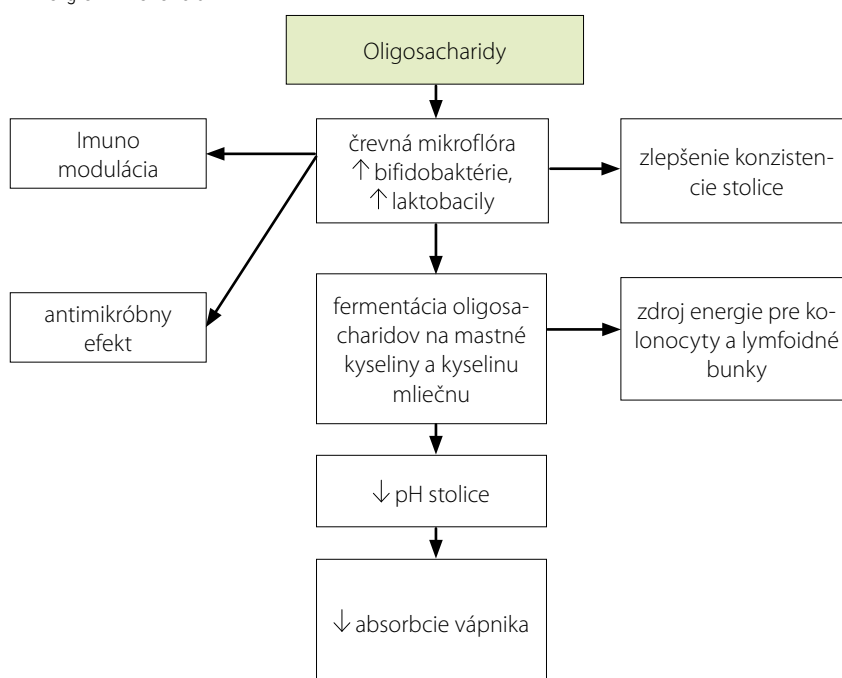 Oligosacharidy
Imuno
modulácia
črevná mikroflóra
↑ bifidobaktérie,
↑ laktobacily
zlepšenie konzisten-
cie stolice
antimikróbny
efekt
fermentácia oligosa-
charidov na mastné
kyseliny a kyselinu
mliečnu
zdroj energie pre ko-
lonocyty a lymfoidné
bunky
↓ pH stolice
↓ absorbcie vápnika